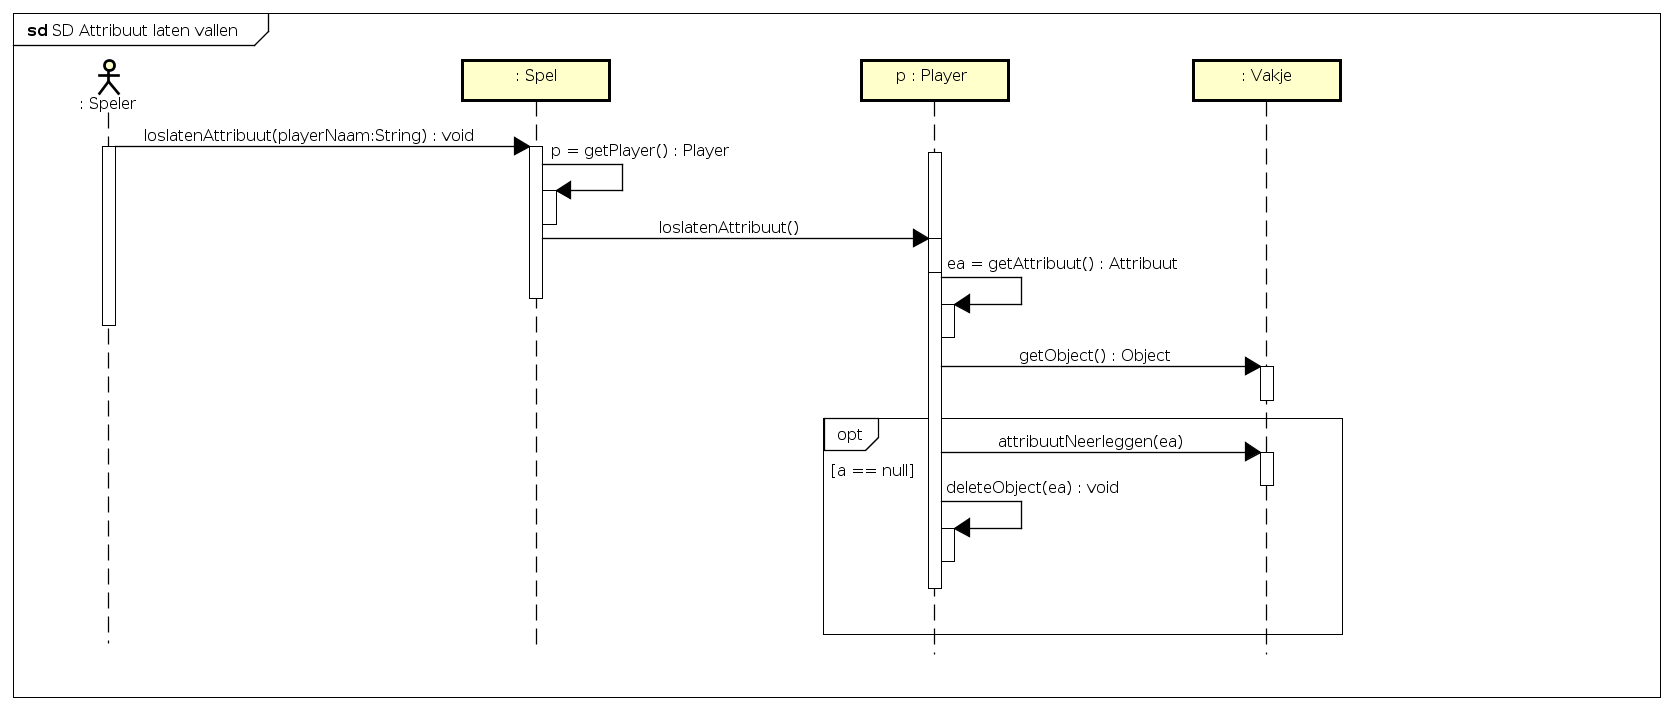 sd SD Attribuut laten vallen
: Speler
: Spel
p : Player
: Vakje
loslatenAttribuut(playerNaam:String) : void
p = getPlayer() : Player
loslatenAttribuut()
ea = getAttribuut() : Attribuut
getObject() : Object
opt
attribuutNeerleggen(ea)
[a == null]
deleteObject(ea) : void